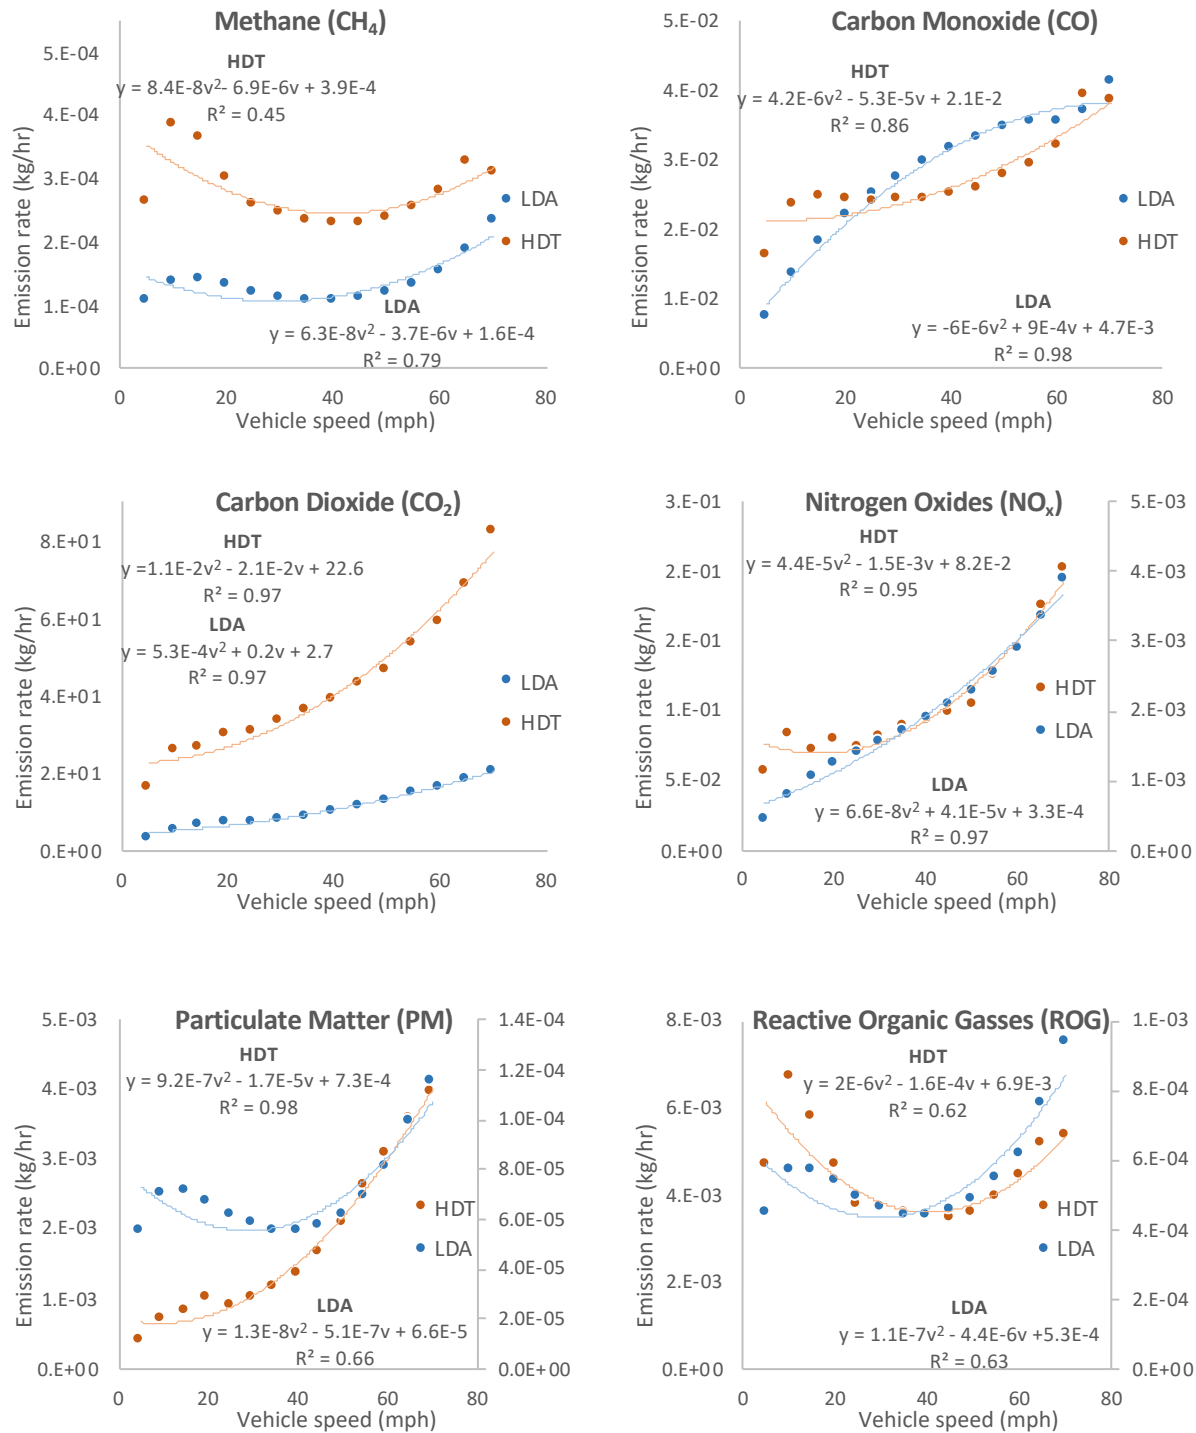 Methane (CH₄)
5.E-04
4.E-04
3.E-04
2.E-04
1.E-04
0.E+00
Emission rate (kg/hr)
HDT
y = 8.4E-8v² - 6.9E-6v + 3.9E-4
R² = 0.45
LDA
HDT
LDA
y = 6.3E-8v² - 3.7E-6v + 1.6E-4
R² = 0.79
0 20 40 60 80
Vehicle speed (mph)
Carbon Monoxide (CO)
5.E-02
4.E-02
3.E-02
2.E-02
1.E-02
0.E+00
Emission rate (kg/hr)
HDT
y = 4.2E-6v² - 5.3E-5v + 2.1E-2
R² = 0.86
LDA
HDT
LDA
y = -6E-6v² + 9E-4v + 4.7E-3
R² = 0.98
0 20 40 60 80
Vehicle speed (mph)
Carbon Dioxide (CO₂)
8.E+01
6.E+01
4.E+01
2.E+01
0.E+00
Emission rate (kg/hr)
HDT
y =1.1E-2v² - 2.1E-2v + 22.6
R² = 0.97
LDA
y = 5.3E-4v² + 0.2v + 2.7
R² = 0.97
LDA
HDT
0 20 40 60 80
Vehicle speed (mph)
Nitrogen Oxides (NOₓ)
3.E-01
2.E-01
2.E-01
1.E-01
5.E-02
0.E+00
Emission rate (kg/hr)
HDT
y = 4.4E-5v² - 1.5E-3v + 8.2E-2
R² = 0.95
HDT
LDA
LDA
y = 6.6E-8v² + 4.1E-5v + 3.3E-4
R² = 0.97
5.E-03
4.E-03
3.E-03
2.E-03
1.E-03
0.E+00
0 20 40 60 80
Vehicle speed (mph)
Particulate Matter (PM)
5.E-03
4.E-03
3.E-03
2.E-03
1.E-03
0.E+00
Emission rate (kg/hr)
HDT
y = 9.2E-7v² - 1.7E-5v + 7.3E-4
R² = 0.98
HDT
LDA
LDA
y = 1.3E-8v² - 5.1E-7v + 6.6E-5
R² = 0.66
1.4E-04
1.2E-04
1.0E-04
8.0E-05
6.0E-05
4.0E-05
2.0E-05
0.0E+00
0 20 40 60 80
Vehicle speed (mph)
Reactive Organic Gasses (ROG)
8.E-03
6.E-03
4.E-03
2.E-03
0.E+00
Emission rate (kg/hr)
HDT
y = 2E-6v² - 1.6E-4v + 6.9E-3
R² = 0.62
HDT
LDA
LDA
y = 1.1E-7v² - 4.4E-6v +5.3E-4
R² = 0.63
1.E-03
8.E-04
6.E-04
4.E-04
2.E-04
0.E+00
0 20 40 60 80
Vehicle speed (mph)